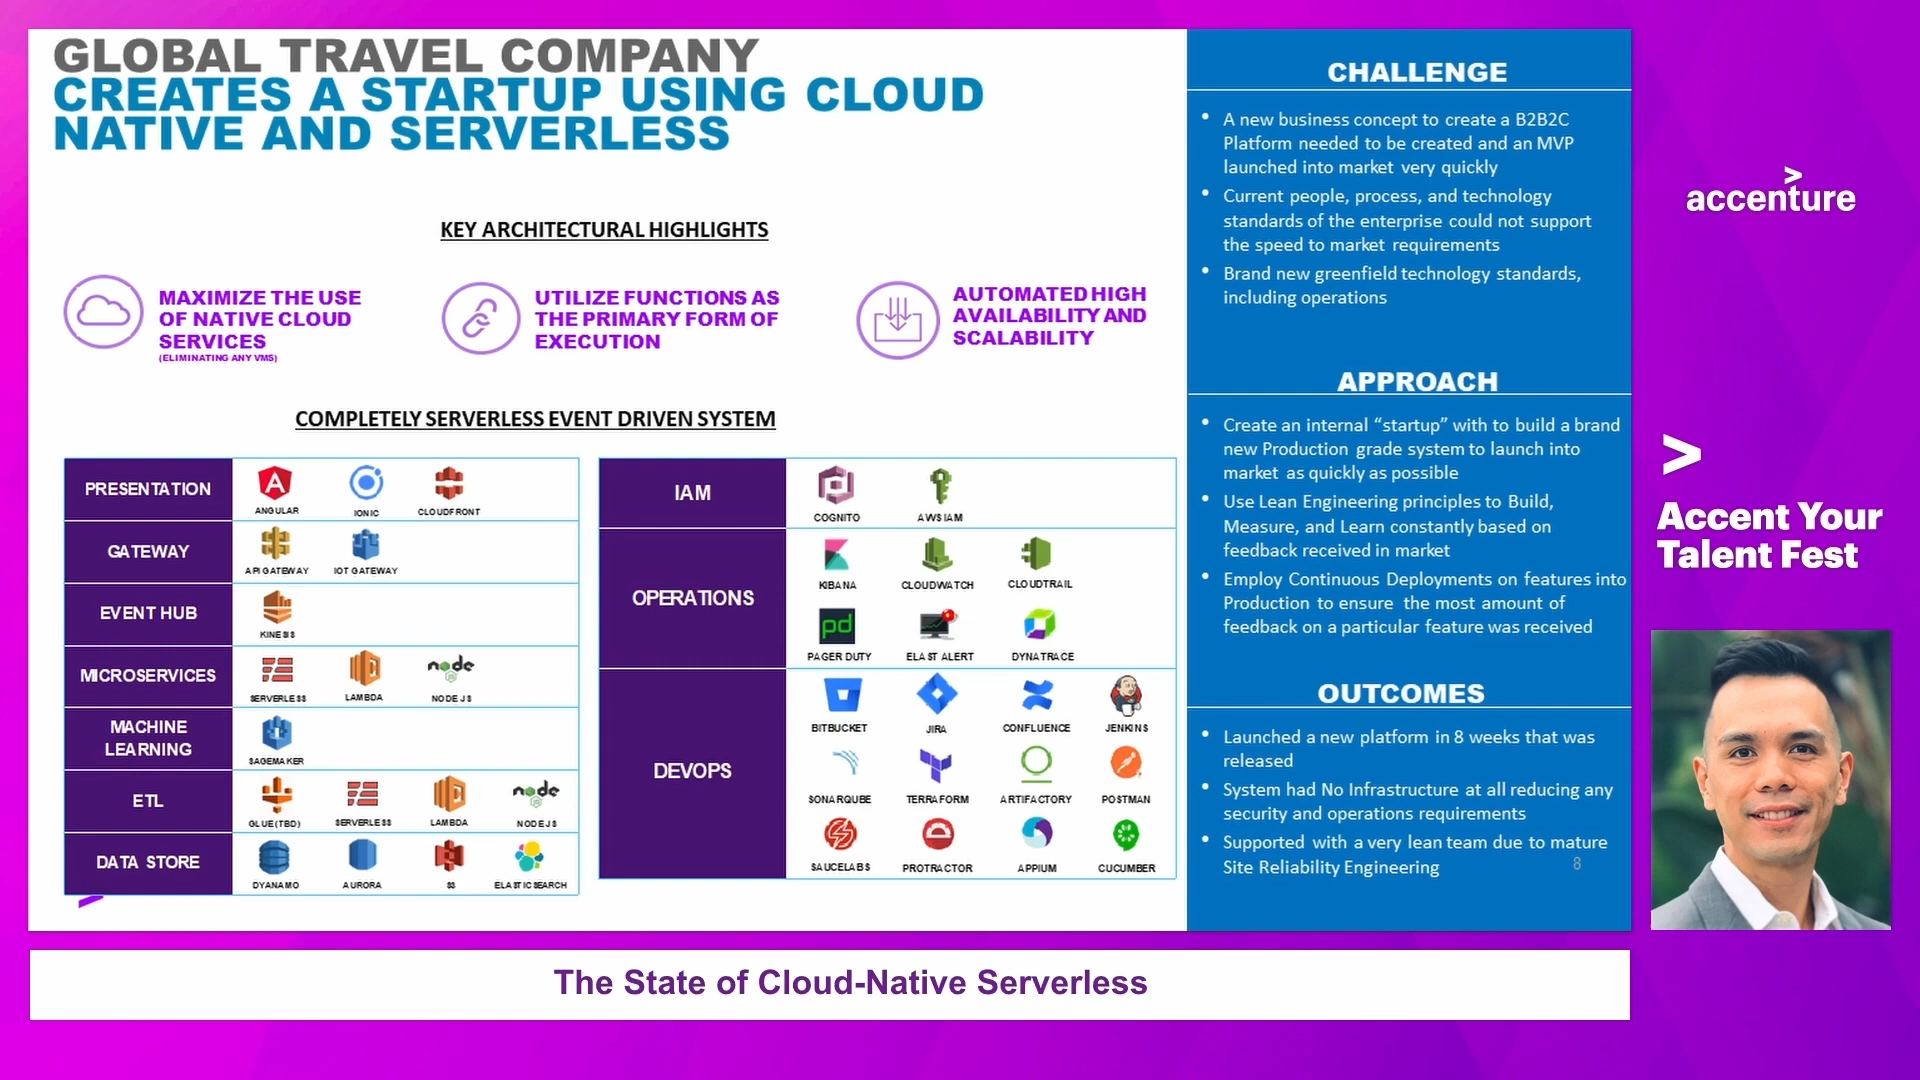 GLOBAL TRAVEL COMPANY
CREATES A STARTUP USING CLOUD
NATIVE AND SERVERLESS
KEY ARCHITECTURAL HIGHLIGHTS
MAXIMIZE THE USE
OF NATIVE CLOUD
SERVICES
(ELIMINATING ANY VMS)
UTILIZE FUNCTIONS AS
THE PRIMARY FORM OF
EXECUTION
AUTOMATED HIGH
AVAILABILITY AND
SCALABILITY
COMPLETELY SERVERLESS EVENT DRIVEN SYSTEM
PRESENTATION
ANGULAR
IONIC
CLOUDFRONT
GATEWAY
API GATEWAY
IOT GATEWAY
EVENT HUB
KINESIS
MICROSERVICES
SERVERLESS
LAMBDA
node
JS
NODE JS
MACHINE
LEARNING
SAGEMAKER
ETL
GLUE (TBD)
SERVERLESS
LAMBDA
node
JS
NODE JS
DATA STORE
DYANAMO
AURORA
S3
ELASTICSEARCH
IAM
COGNITO
AWS IAM
OPERATIONS
KIBANA
CLOUDWATCH
CLOUDTRAIL
pd
PAGER DUTY
ELAST ALERT
DYNATRACE
DEVOPS
BITBUCKET
JIRA
CONFLUENCE
JENKINS
SONARQUBE
TERRAFORM
ARTIFACTORY
POSTMAN
SAUCELABS
PROTRACTOR
APPIUM
CUCUMBER
CHALLENGE
• A new business concept to create a B2B2C
Platform needed to be created and an MVP
launched into market very quickly
• Current people, process, and technology
standards of the enterprise could not support
the speed to market requirements
• Brand new greenfield technology standards,
including operations
APPROACH
• Create an internal “startup” with to build a brand
new Production grade system to launch into
market as quickly as possible
• Use Lean Engineering principles to Build,
Measure, and Learn constantly based on
feedback received in market
• Employ Continuous Deployments on features into
Production to ensure the most amount of
feedback on a particular feature was received
OUTCOMES
• Launched a new platform in 8 weeks that was
released
• System had No Infrastructure at all reducing any
security and operations requirements
• Supported with a very lean team due to mature
Site Reliability Engineering
8
accenture
Accent Your
Talent Fest
The State of Cloud-Native Serverless